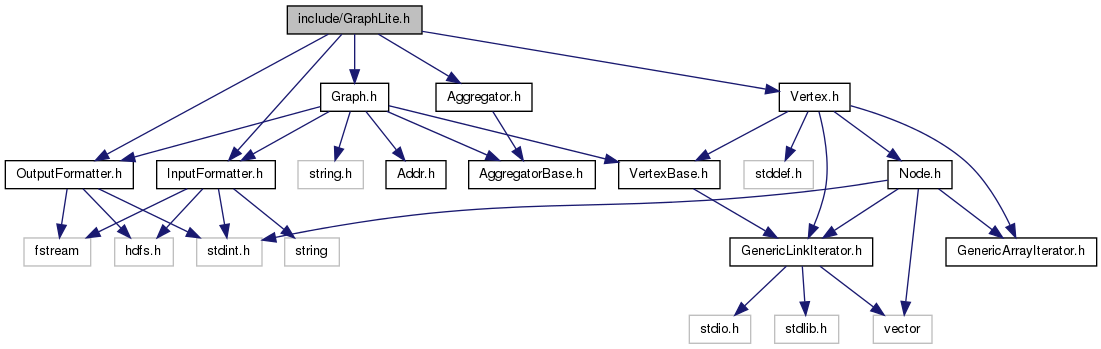 include/GraphLite.h
Graph.h
Aggregator.h
Vertex.h
OutputFormatter.h
InputFormatter.h
string.h
Addr.h
AggregatorBase.h
VertexBase.h
stddef.h
Node.h
fstream
hdfs.h
stdint.h
string
GenericLinkIterator.h
GenericArrayIterator.h
stdio.h
stdlib.h
vector